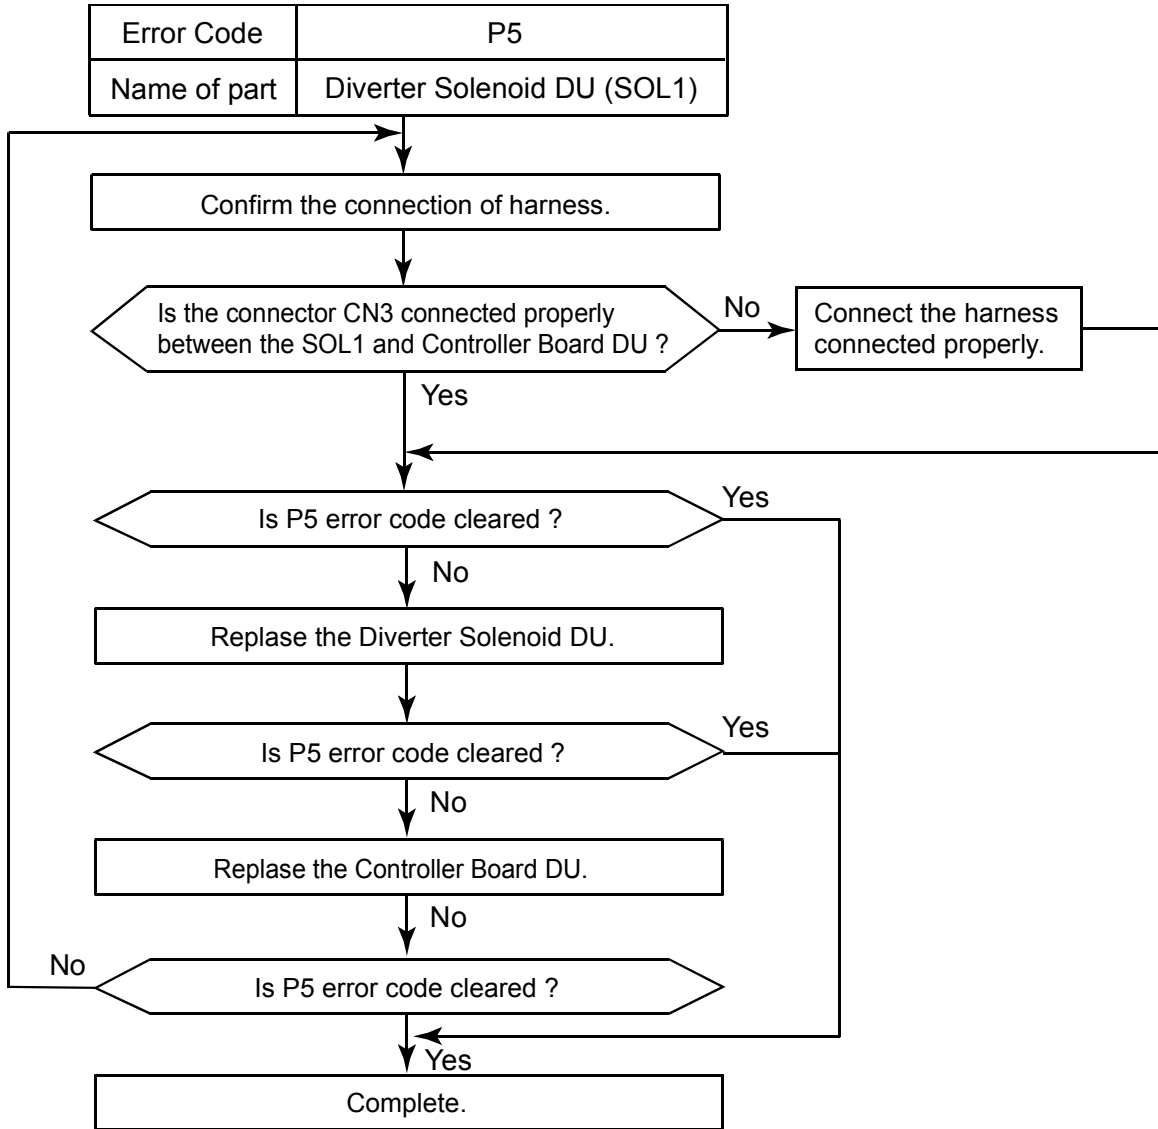 Error Code P5
Name of part Diverter Solenoid DU (SOL1)
Confirm the connection of harness.
Is the connector CN3 connected properly
between the SOL1 and Controller Board DU ?
No
Connect the harness
connected properly.
Yes
Is P5 error code cleared ?
Yes
No
Replase the Diverter Solenoid DU.
Is P5 error code cleared ?
Yes
No
Replase the Controller Board DU.
No
No
Is P5 error code cleared ?
Yes
Complete.